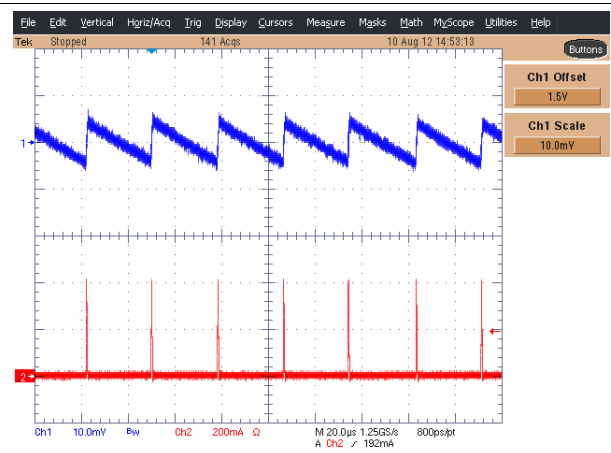 File Edit Vertical Horiz/Acq Trig Display Cursors Measure Masks Math MyScope Utilities Help
Tek Stopped 141 Acqs 10 Aug 12 14:53:13
Buttons
Ch1 Offset
1.5V
Ch1 Scale
10.0mV
1
2
Ch1 10.0mV Bw Ch2 200mA Ω M 20.0µs 1.25GS/s 800ps/pt
A Ch2 / 192mA